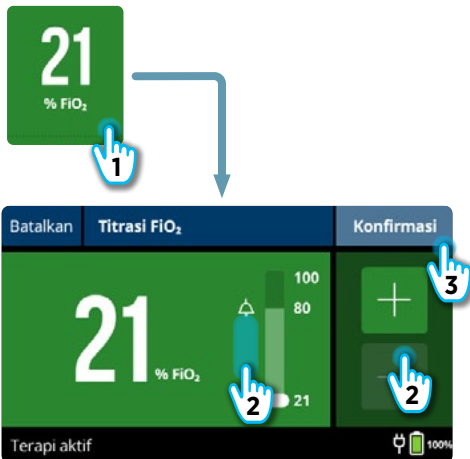 21
% FiO₂
1
Batalkan Titrasi FiO₂ Konfirmasi
3
100
80
21 % FiO₂
2
2
21
Terapi aktif 100%